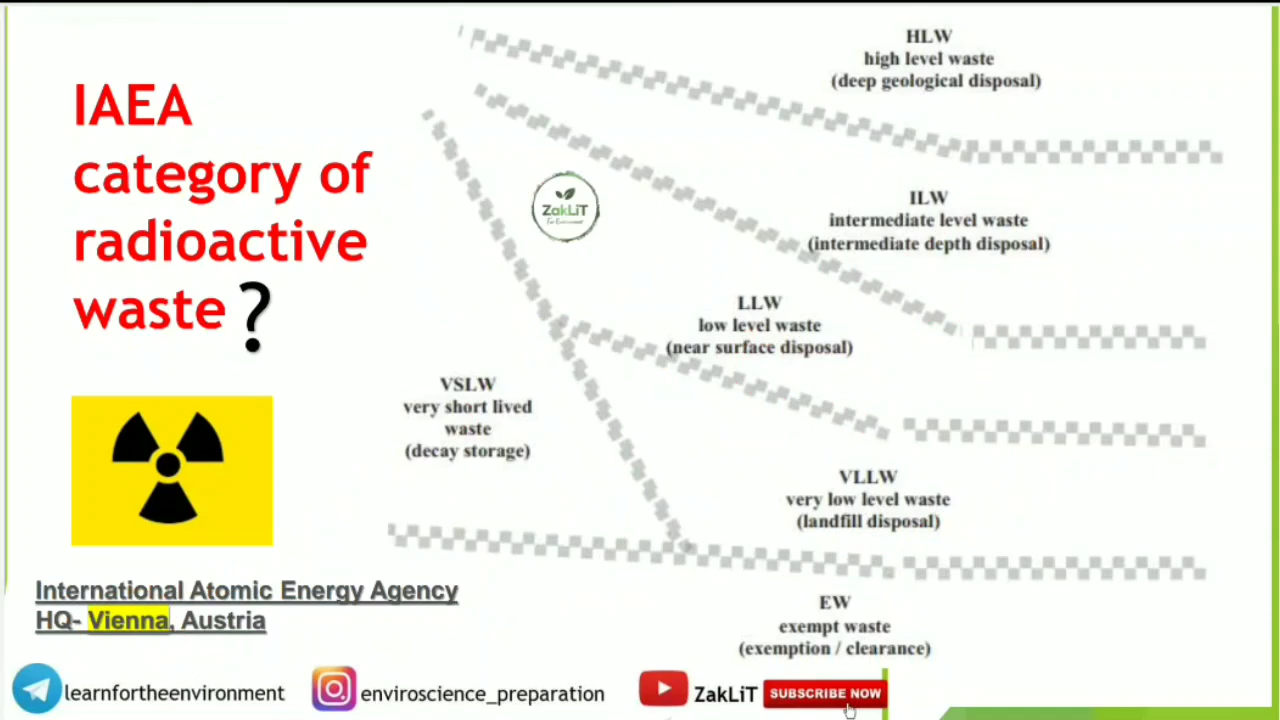 IAEA
category of
radioactive
waste ?
International Atomic Energy Agency
HQ- Vienna, Austria
HLW
high level waste
(deep geological disposal)
ILW
intermediate level waste
(intermediate depth disposal)
LLW
low level waste
(near surface disposal)
VSLW
very short lived
waste
(decay storage)
VLLW
very low level waste
(landfill disposal)
EW
exempt waste
(exemption / clearance)
ZakLiT
For Environment
learnfortheenvironment
enviroscience_preparation
ZakLiT
SUBSCRIBE NOW